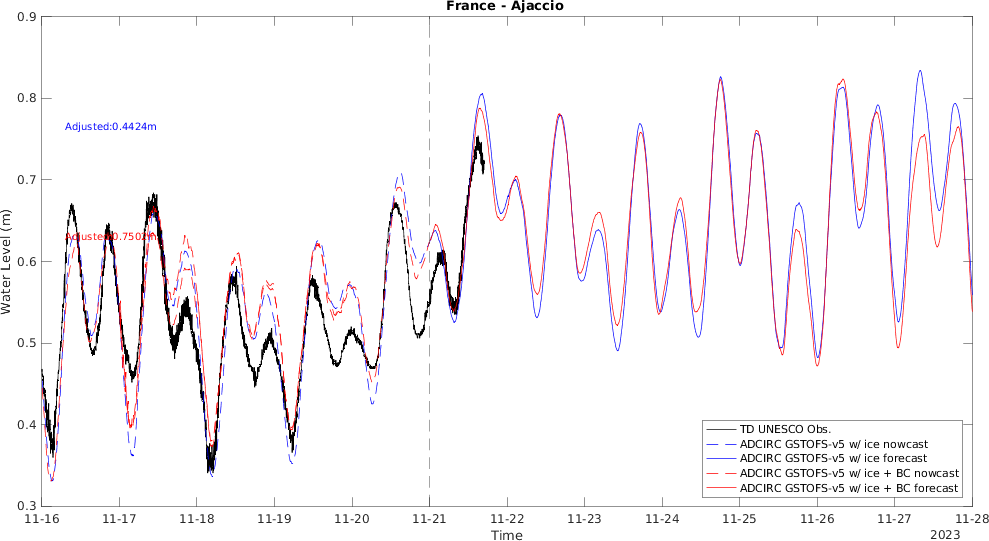 France - Ajaccio
Water Level (m)
0.9
0.8
0.7
0.6
0.5
0.4
0.3
Adjusted:0.4424m
TD UNESCO Obs.
ADCIRC GSTOFS-v5 w/ ice nowcast
ADCIRC GSTOFS-v5 w/ ice forecast
ADCIRC GSTOFS-v5 w/ ice + BC nowcast
ADCIRC GSTOFS-v5 w/ ice + BC forecast
11-16 11-17 11-18 11-19 11-20 11-21 11-22 11-23 11-24 11-25 11-26 11-27 11-28
Time
2023